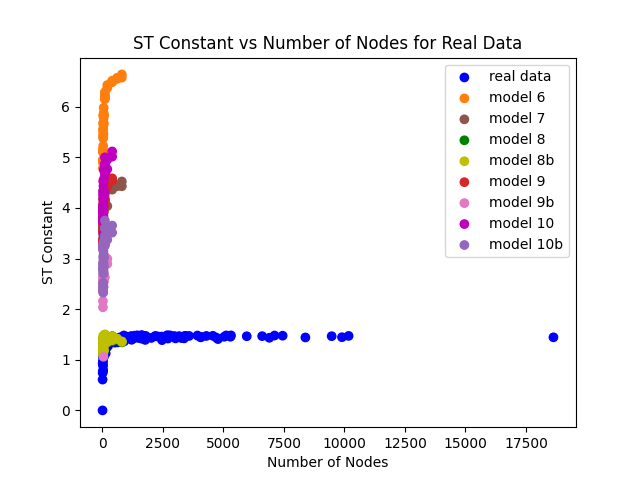 ST Constant vs Number of Nodes for Real Data
ST Constant
6
5
4
3
2
1
0
real data
model 6
model 7
model 8
model 8b
model 9
model 9b
model 10
model 10b
0 2500 5000 7500 10000 12500 15000 17500
Number of Nodes